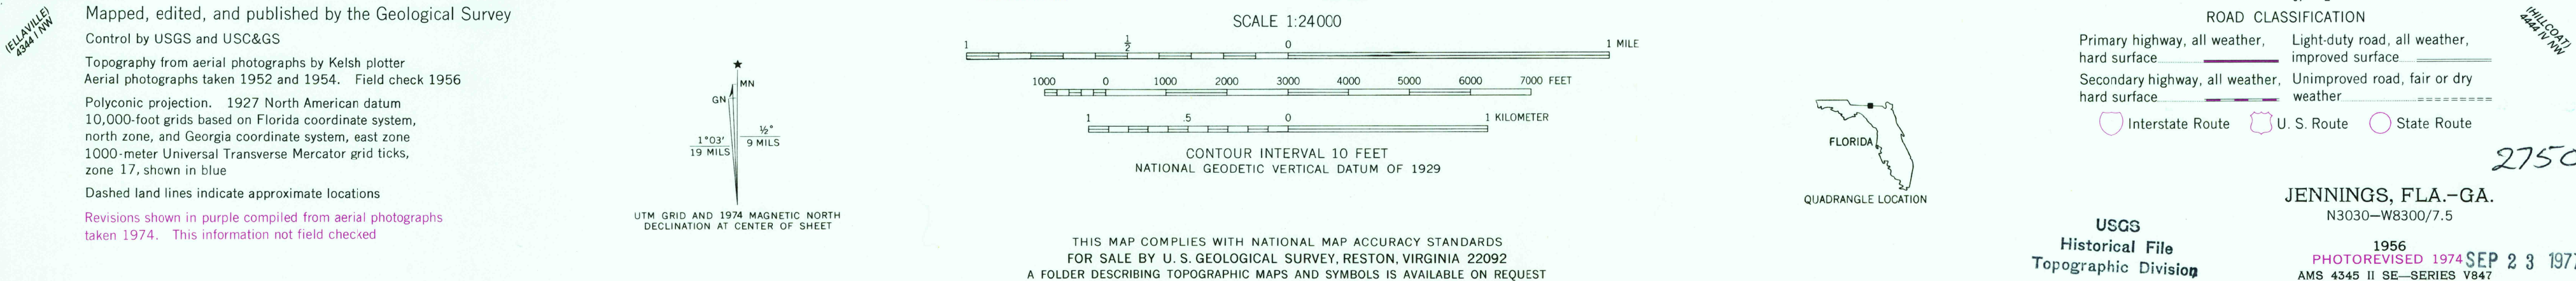 (ELLAVILLE)
4344 I NW
Mapped, edited, and published by the Geological Survey
Control by USGS and USC&GS
Topography from aerial photographs by Kelsh plotter
Aerial photographs taken 1952 and 1954. Field check 1956
Polyconic projection. 1927 North American datum
10,000-foot grids based on Florida coordinate system,
north zone, and Georgia coordinate system, east zone
1000-meter Universal Transverse Mercator grid ticks,
zone 17, shown in blue
Dashed land lines indicate approximate locations
Revisions shown in purple compiled from aerial photographs
taken 1974. This information not field checked
MN
GN
1°03′
19 MILS
½°
9 MILS
UTM GRID AND 1974 MAGNETIC NORTH
DECLINATION AT CENTER OF SHEET
SCALE 1:24000
1 ½ 0 1 MILE
1000 0 1000 2000 3000 4000 5000 6000 7000 FEET
1 .5 0 1 KILOMETER
CONTOUR INTERVAL 10 FEET
NATIONAL GEODETIC VERTICAL DATUM OF 1929
THIS MAP COMPLIES WITH NATIONAL MAP ACCURACY STANDARDS
FOR SALE BY U. S. GEOLOGICAL SURVEY, RESTON, VIRGINIA 22092
A FOLDER DESCRIBING TOPOGRAPHIC MAPS AND SYMBOLS IS AVAILABLE ON REQUEST
FLORIDA
QUADRANGLE LOCATION
ROAD CLASSIFICATION
Primary highway, all weather,
hard surface
Light-duty road, all weather,
improved surface
Secondary highway, all weather,
hard surface
Unimproved road, fair or dry
weather
Interstate Route
U. S. Route
State Route
(HILLCOAT)
4444 IV NW
2750
JENNINGS, FLA.-GA.
N3030—W8300/7.5
1956
PHOTOREVISED 1974
AMS 4345 II SE—SERIES V847
USGS
Historical File
Topographic Division
SEP 23 197